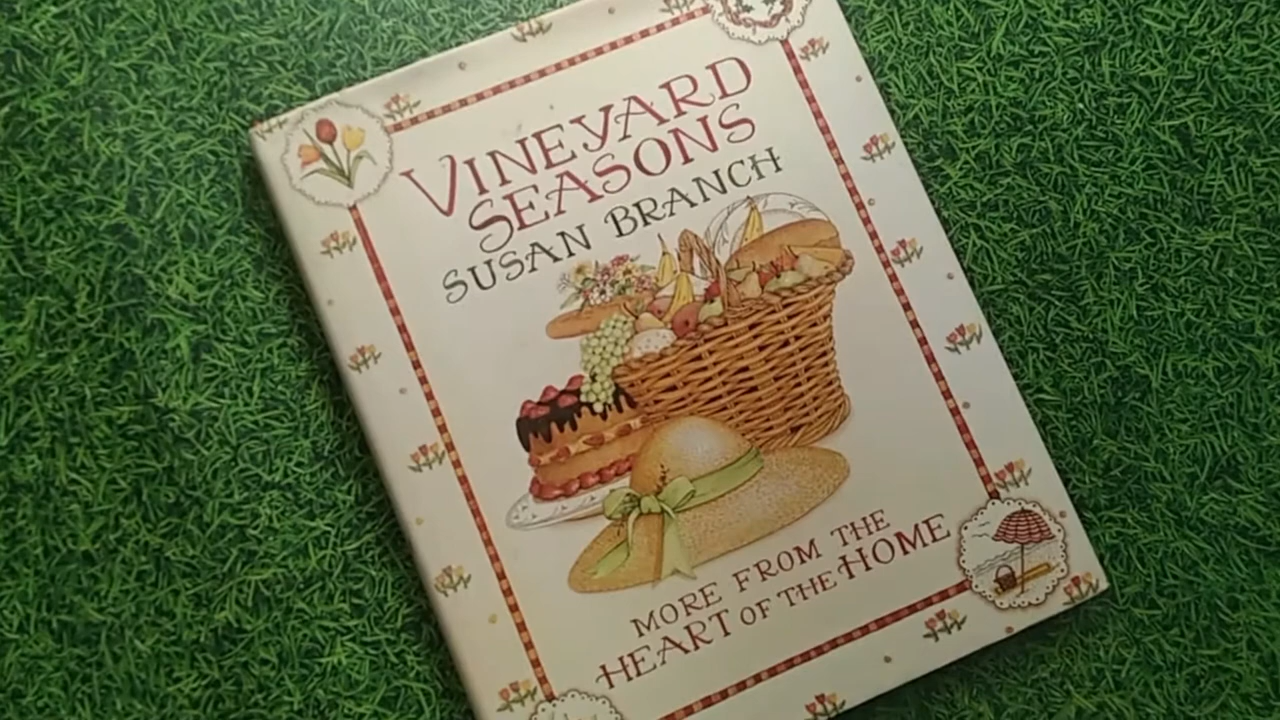 VINEYARD
SEASONS
SUSAN BRANCH
MORE FROM THE
HEART OF THE HOME